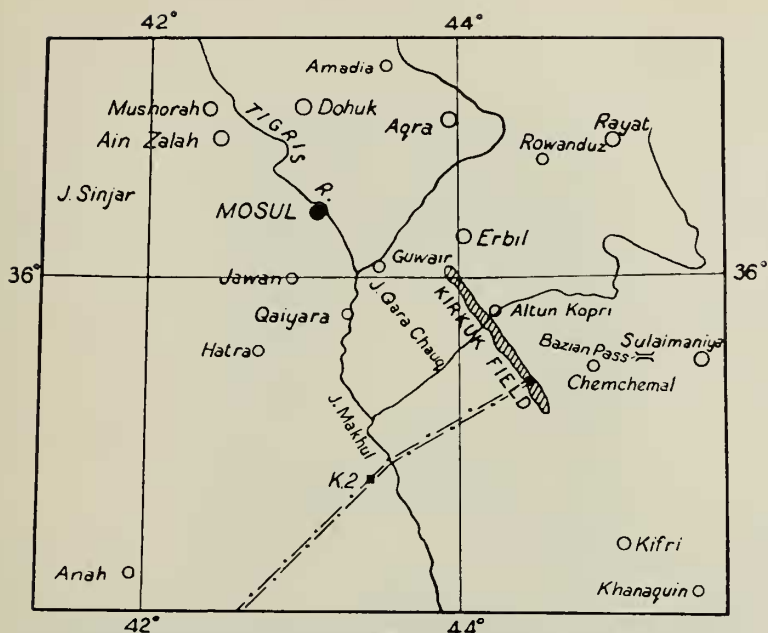 42°
44°
Amadia
Mushorah
Dohuk
TIGRIS R.
Aqra
Ain Zalah
Rayat
Rowanduz
J. Sinjar
MOSUL
Erbil
Guwair
36°
36°
Jawan
J. Qara Chauq
KIRKUK FIELD
Altun Kopri
Qaiyara
Bazian Pass
Sulaimaniya
Hatra
Chemchemal
J. Makhul
K.2
Kifri
Anah
Khanaquin
42°
44°